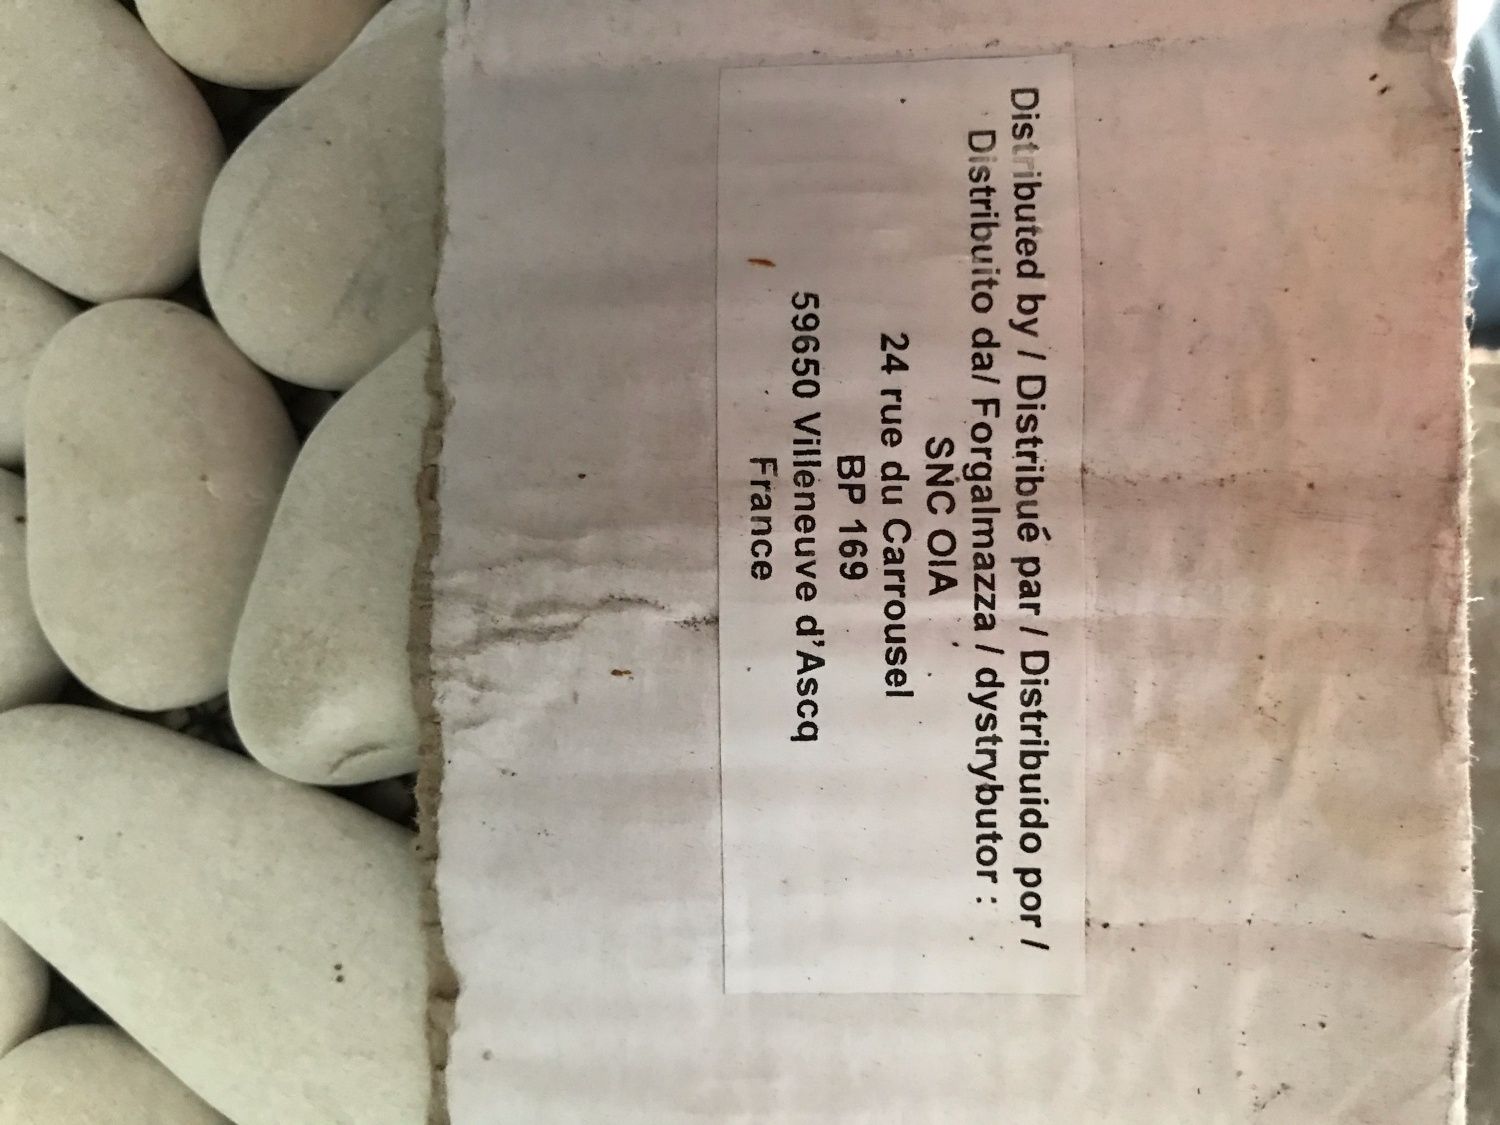 Distributed by / Distribué par / Distribuido por /
Distribuito da/ Forgalmazza / dystrybutor :
SNC OIA
24 rue du Carrousel
BP 169
59650 Villeneuve d'Ascq
France